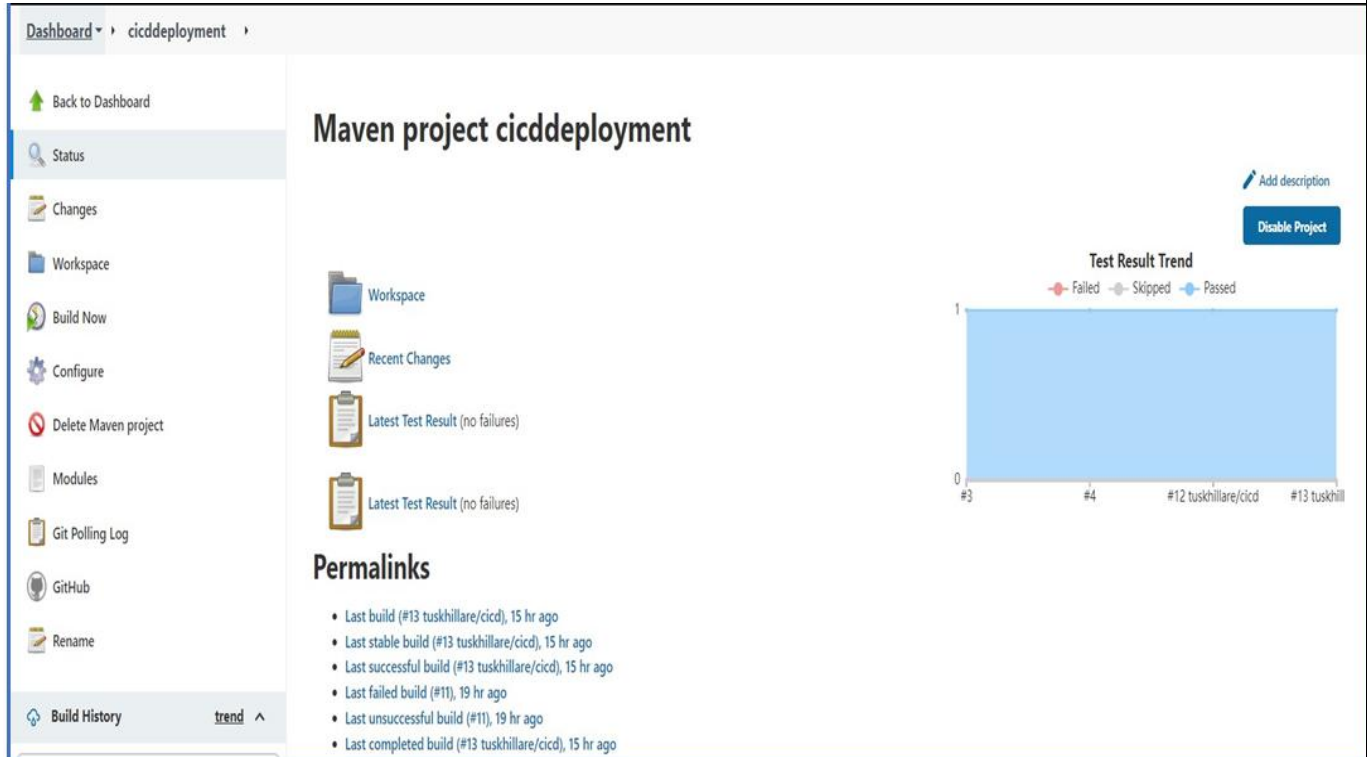 Dashboard
cicddeployment
Back to Dashboard
Status
Changes
Workspace
Build Now
Configure
Delete Maven project
Modules
Git Polling Log
GitHub
Rename
Build History trend
Maven project cicddeployment
Add description
Disable Project
Workspace
Recent Changes
Latest Test Result (no failures)
Latest Test Result (no failures)
Test Result Trend
Failed Skipped Passed
1
0
#3 #4 #12 tuskhillare/cicd #13 tuskhill
Permalinks
Last build (#13 tuskhillare/cicd), 15 hr ago
Last stable build (#13 tuskhillare/cicd), 15 hr ago
Last successful build (#13 tuskhillare/cicd), 15 hr ago
Last failed build (#11), 19 hr ago
Last unsuccessful build (#11), 19 hr ago
Last completed build (#13 tuskhillare/cicd), 15 hr ago